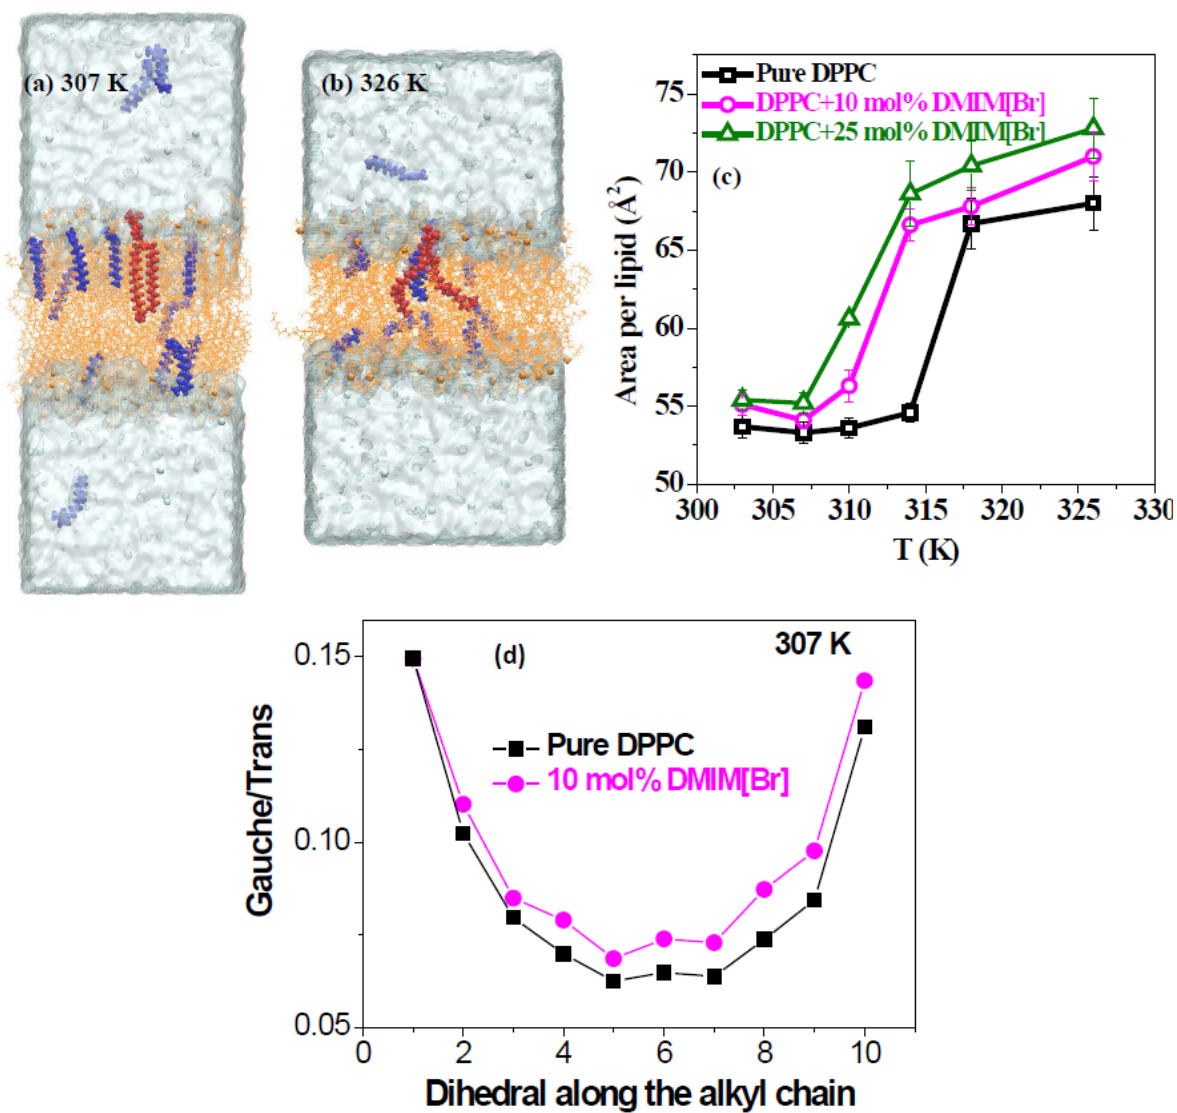 (a) 307 K
(b) 326 K
Pure DPPC
DPPC+10 mol% DMIM[Br]
DPPC+25 mol% DMIM[Br]
(c)
Area per lipid (Å²)
75
70
65
60
55
50
300 305 310 315 320 325 330
T (K)
(d)
307 K
Pure DPPC
10 mol% DMIM[Br]
Gauche/Trans
0.15
0.10
0.05
0 2 4 6 8 10
Dihedral along the alkyl chain